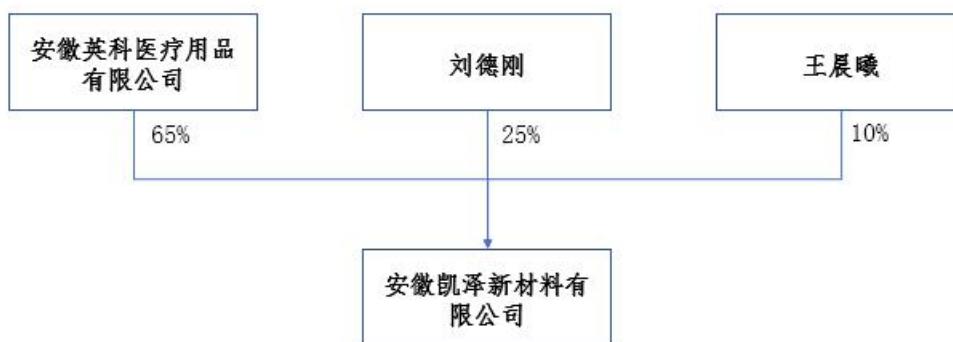 安徽英科医疗用品
有限公司
刘德刚
王晨曦
65%
25%
10%
安徽凯泽新材料有
限公司